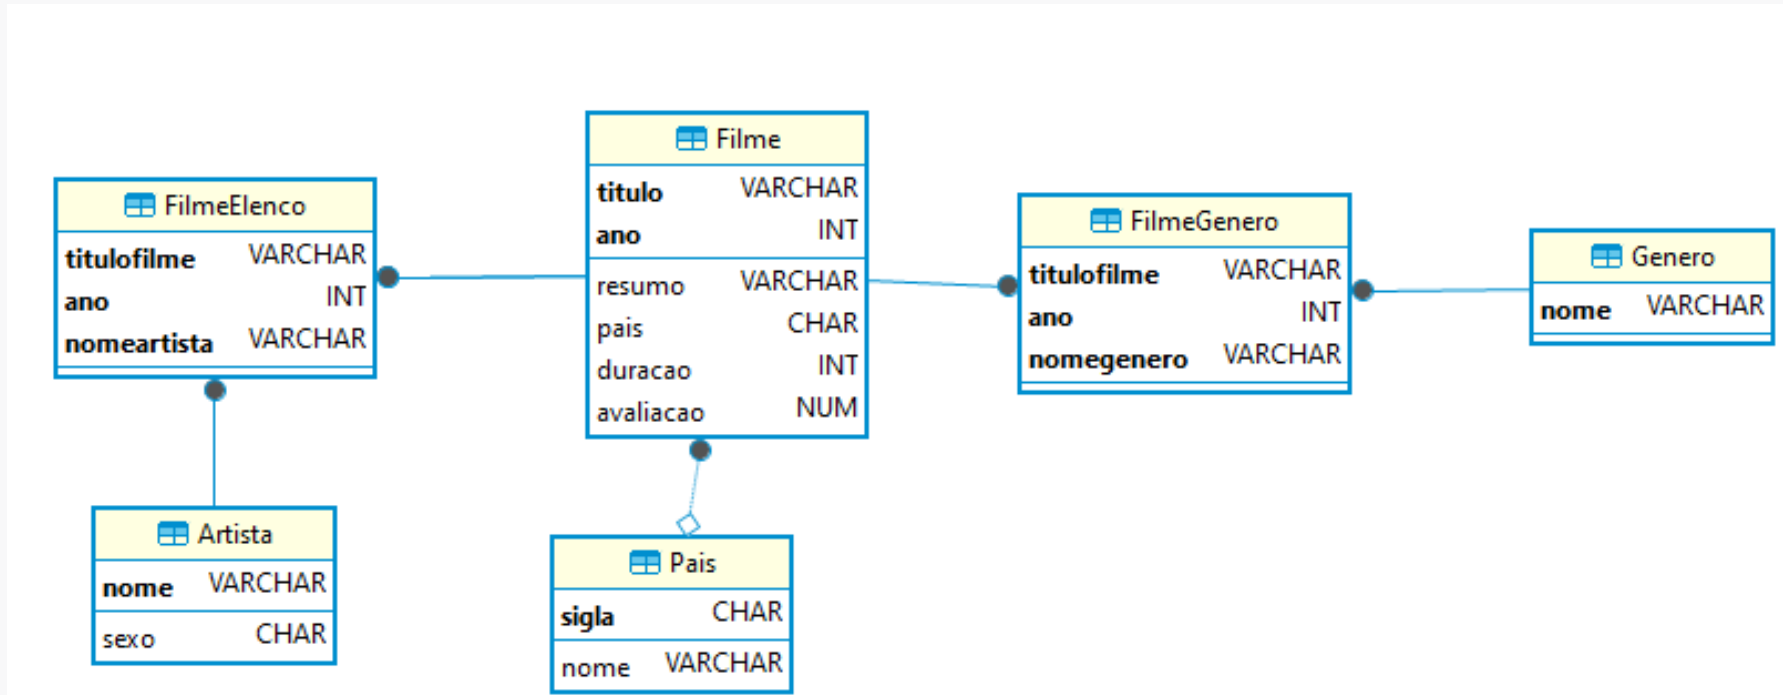 Filme
titulo VARCHAR
ano INT
resumo VARCHAR
pais CHAR
duracao INT
avaliacao NUM
FilmeElenco
titulofilme VARCHAR
ano INT
nomeartista VARCHAR
FilmeGenero
titulofilme VARCHAR
ano INT
nomegenero VARCHAR
Genero
nome VARCHAR
Artista
nome VARCHAR
sexo CHAR
Pais
sigla CHAR
nome VARCHAR